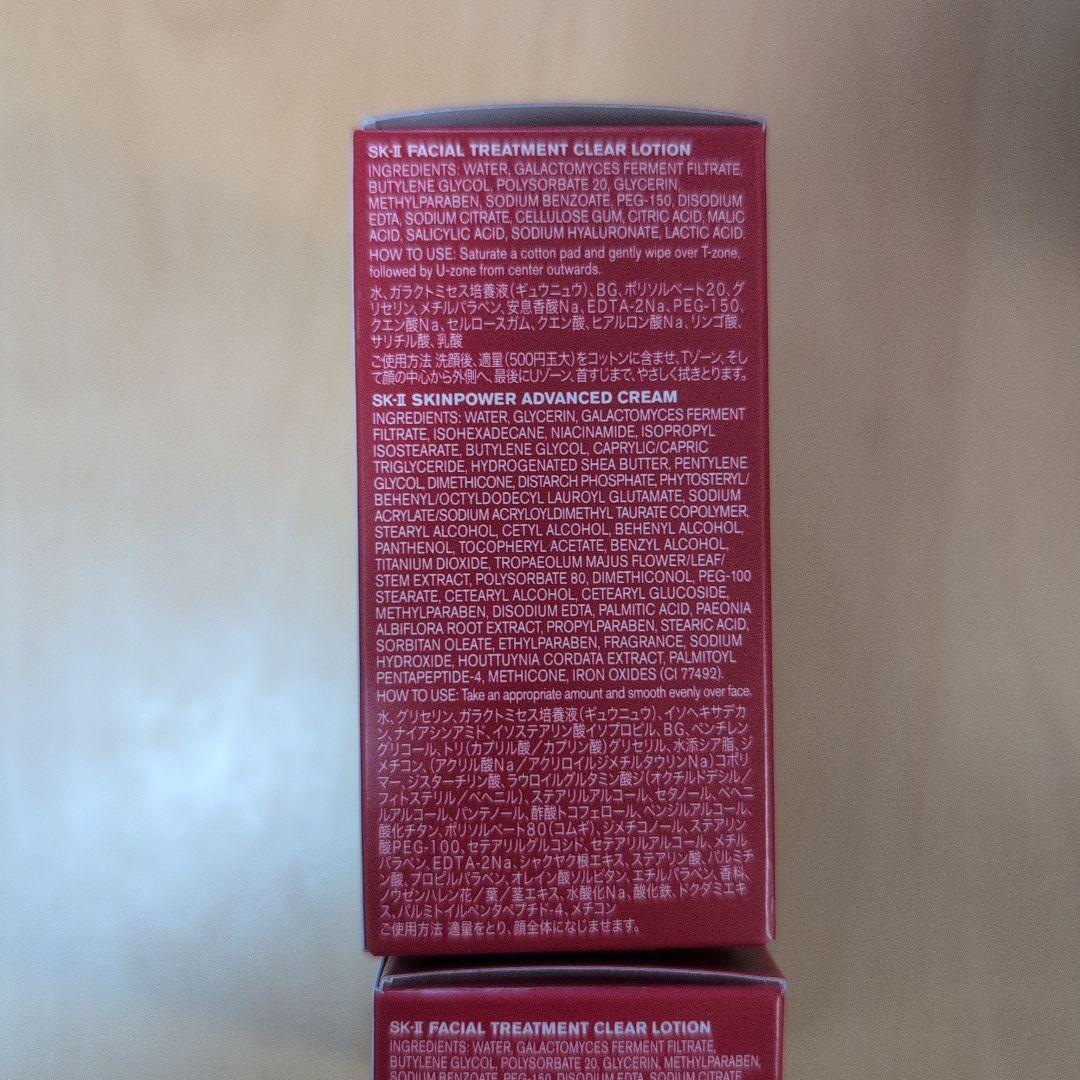 SK-II FACIAL TREATMENT CLEAR LOTION
INGREDIENTS: WATER, GALACTOMYCES FERMENT FILTRATE,
BUTYLENE GLYCOL, POLYSORBATE 20, GLYCERIN,
METHYLPARABEN, SODIUM BENZOATE, PEG-150, DISODIUM
EDTA, SODIUM CITRATE, CELLULOSE GUM, CITRIC ACID, MALIC
ACID, SALICYLIC ACID, SODIUM HYALURONATE, LACTIC ACID.
HOW TO USE: Saturate a cotton pad and gently wipe over T-zone,
followed by U-zone from center outwards.
水、ガラクトミセス培養液(ギュウニュウ)、BG、ポリソルベート20、グ
リセリン、メチルパラベン、安息香酸Na、EDTA-2Na、PEG-150、
クエン酸Na、セルロースガム、クエン酸、ヒアルロン酸Na、リンゴ酸、
サリチル酸、乳酸
ご使用方法 洗顔後、適量(500円玉大)をコットンに含ませ、Tゾーン、そし
て顔の中心から外側へ、最後にUゾーン、首すじまで、やさしく拭きとります。
SK-II SKINPOWER ADVANCED CREAM
INGREDIENTS: WATER, GLYCERIN, GALACTOMYCES FERMENT
FILTRATE, ISOHEXADECANE, NIACINAMIDE, ISOPROPYL
ISOSTEARATE, BUTYLENE GLYCOL, CAPRYLIC/CAPRIC
TRIGLYCERIDE, HYDROGENATED SHEA BUTTER, PENTYLENE
GLYCOL, DIMETHICONE, DISTARCH PHOSPHATE, PHYTOSTERYL/
BEHENYL/OCTYLDODECYL LAUROYL GLUTAMATE, SODIUM
ACRYLATE/SODIUM ACRYLOYLDIMETHYL TAURATE COPOLYMER,
STEARYL ALCOHOL, CETYL ALCOHOL, BEHENYL ALCOHOL,
PANTHENOL, TOCOPHERYL ACETATE, BENZYL ALCOHOL,
TITANIUM DIOXIDE, TROPAEOLUM MAJUS FLOWER/LEAF/
STEM EXTRACT, POLYSORBATE 80, DIMETHICONOL, PEG-100
STEARATE, CETEARYL ALCOHOL, CETEARYL GLUCOSIDE,
METHYLPARABEN, DISODIUM EDTA, PALMITIC ACID, PAEONIA
ALBIFLORA ROOT EXTRACT, PROPYLPARABEN, STEARIC ACID,
SORBITAN OLEATE, ETHYLPARABEN, FRAGRANCE, SODIUM
HYDROXIDE, HOUTTUYNIA CORDATA EXTRACT, PALMITOYL
PENTAPEPTIDE-4, METHICONE, IRON OXIDES (CI 77492).
HOW TO USE: Take an appropriate amount and smooth evenly over face.
水、グリセリン、ガラクトミセス培養液(ギュウニュウ)、イソヘキサデカ
ン、ナイアシンアミド、イソステアリン酸イソプロピル、BG、ペンチレン
グリコール、トリ(カプリル酸/カプリン酸)グリセリル、水添シア脂、ジ
メチコン、(アクリル酸Na/アクリロイルジメチルタウリンNa)コポリ
マー、ジスターチリン酸、ラウロイルグルタミン酸ジ(オクチルドデシル/
フィトステリル/ベヘニル)、ステアリルアルコール、セタノール、ベヘニ
ルアルコール、パンテノール、酢酸トコフェロール、ベンジルアルコール、
酸化チタン、ポリソルベート80(コムギ)、ジメチコノール、ステアリン
酸PEG-100、セテアリルグルコシド、セテアリルアルコール、メチル
パラベン、EDTA-2Na、シャクヤク根エキス、ステアリン酸、パルミチ
ン酸、プロピルパラベン、オレイン酸ソルビタン、エチルパラベン、香料、
ノウゼンハレン花/葉/茎エキス、水酸化Na、酸化鉄、ドクダミエキ
ス、パルミトイルペンタペプチド-4、メチコン
ご使用方法 適量をとり、顔全体になじませます。
SK-II FACIAL TREATMENT CLEAR LOTION
INGREDIENTS: WATER, GALACTOMYCES FERMENT FILTRATE,
BUTYLENE GLYCOL, POLYSORBATE 20, GLYCERIN, METHYLPARABEN,
SODIUM BENZOATE, PEG-150, DISODIUM EDTA, SODIUM CITRATE,